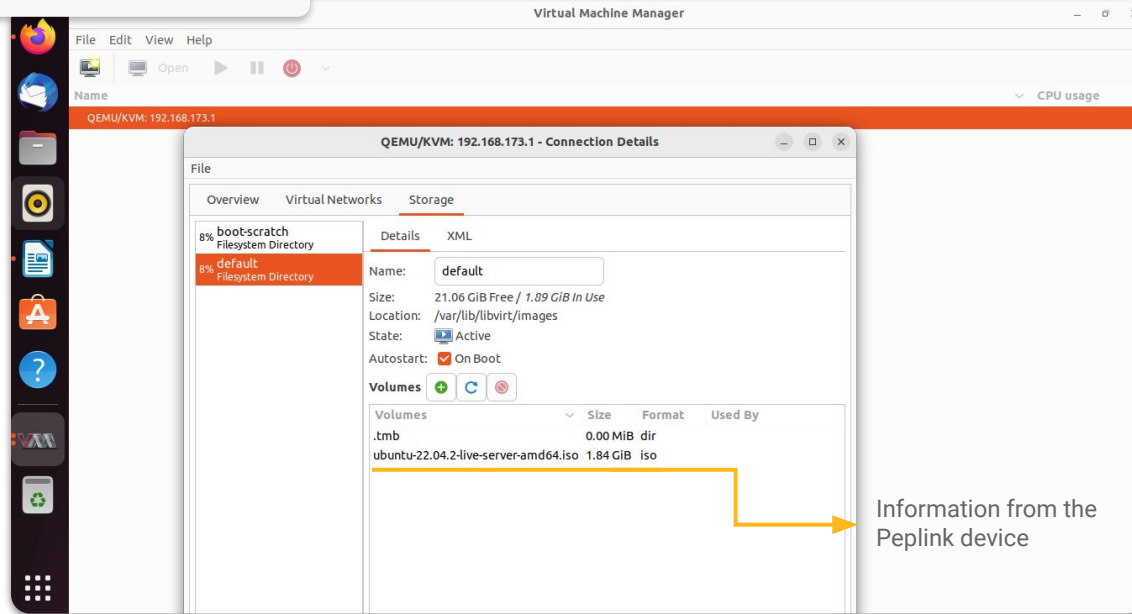 Virtual Machine Manager
File Edit View Help
Open
Name CPU usage
QEMU/KVM: 192.168.173.1
QEMU/KVM: 192.168.173.1 - Connection Details
File
Overview Virtual Networks Storage
8% boot-scratch
Filesystem Directory
8% default
Filesystem Directory
Details XML
Name: default
Size: 21.06 GiB Free / 1.89 GiB In Use
Location: /var/lib/libvirt/images
State: Active
Autostart: On Boot
Volumes
Volumes Size Format Used By
.tmb 0.00 MiB dir
ubuntu-22.04.2-live-server-amd64.iso 1.84 GiB iso
Information from the
Peplink device